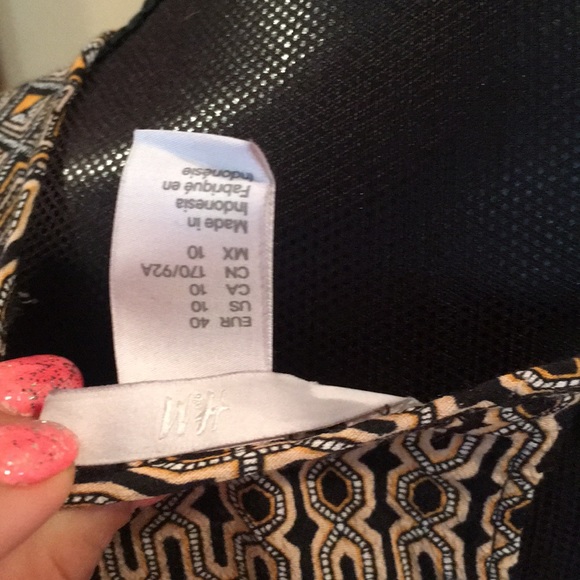 H&M
EUR 40
US 10
CA 10
CN 170/92A
MX 10
Made in
Indonesia
Fabriqué en
Indonésie